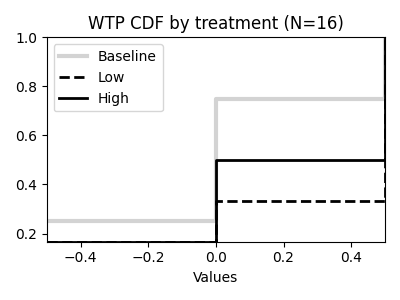 WTP CDF by treatment (N=16)
1.0
0.8
0.6
0.4
0.2
Baseline
Low
High
−0.4 −0.2 0.0 0.2 0.4
Values